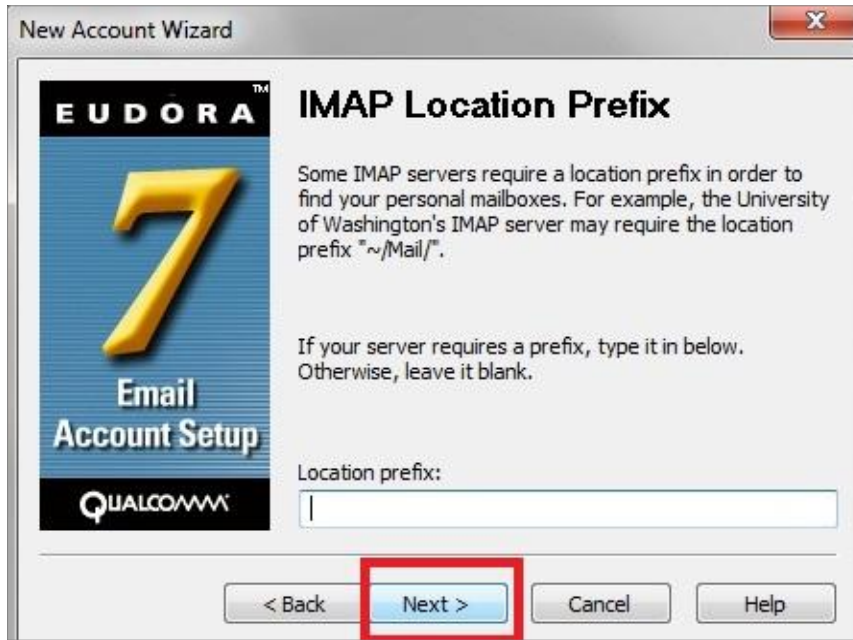 New Account Wizard
EUDORA™
7
Email
Account Setup
QUALCOMM
IMAP Location Prefix
Some IMAP servers require a location prefix in order to
find your personal mailboxes. For example, the University
of Washington's IMAP server may require the location
prefix "~/Mail/".
If your server requires a prefix, type it in below.
Otherwise, leave it blank.
Location prefix:
< Back
Next >
Cancel
Help